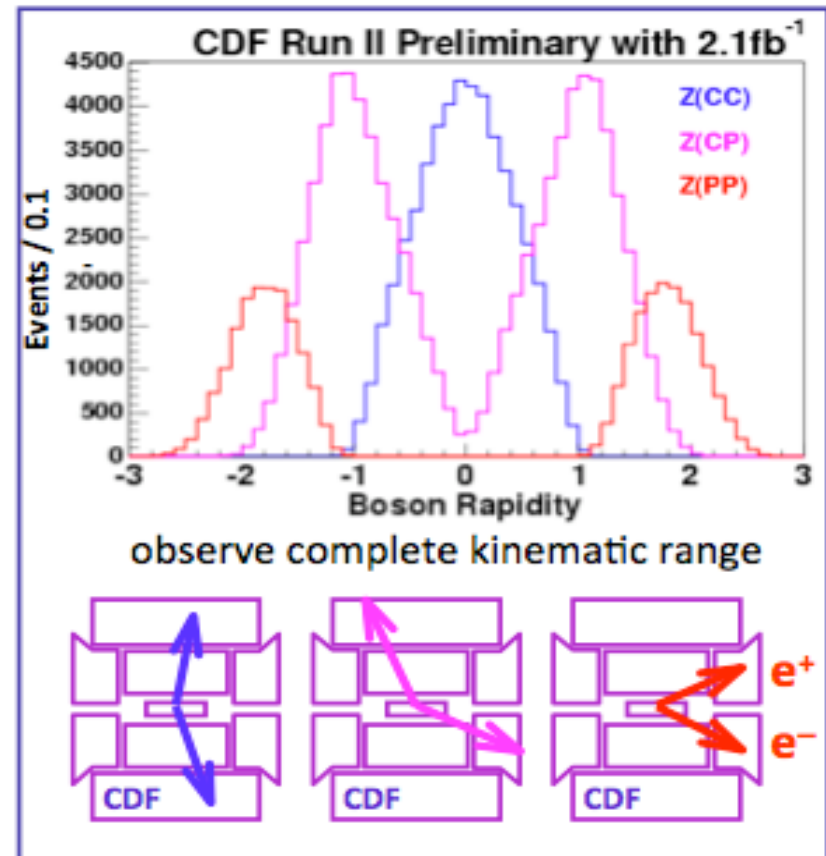 CDF Run II Preliminary with 2.1fb⁻¹
Events / 0.1
4500
4000
3500
3000
2500
2000
1500
1000
500
0
Z(CC)
Z(CP)
Z(PP)
-3 -2 -1 0 1 2 3
Boson Rapidity
observe complete kinematic range
e⁺
e⁻
CDF CDF CDF